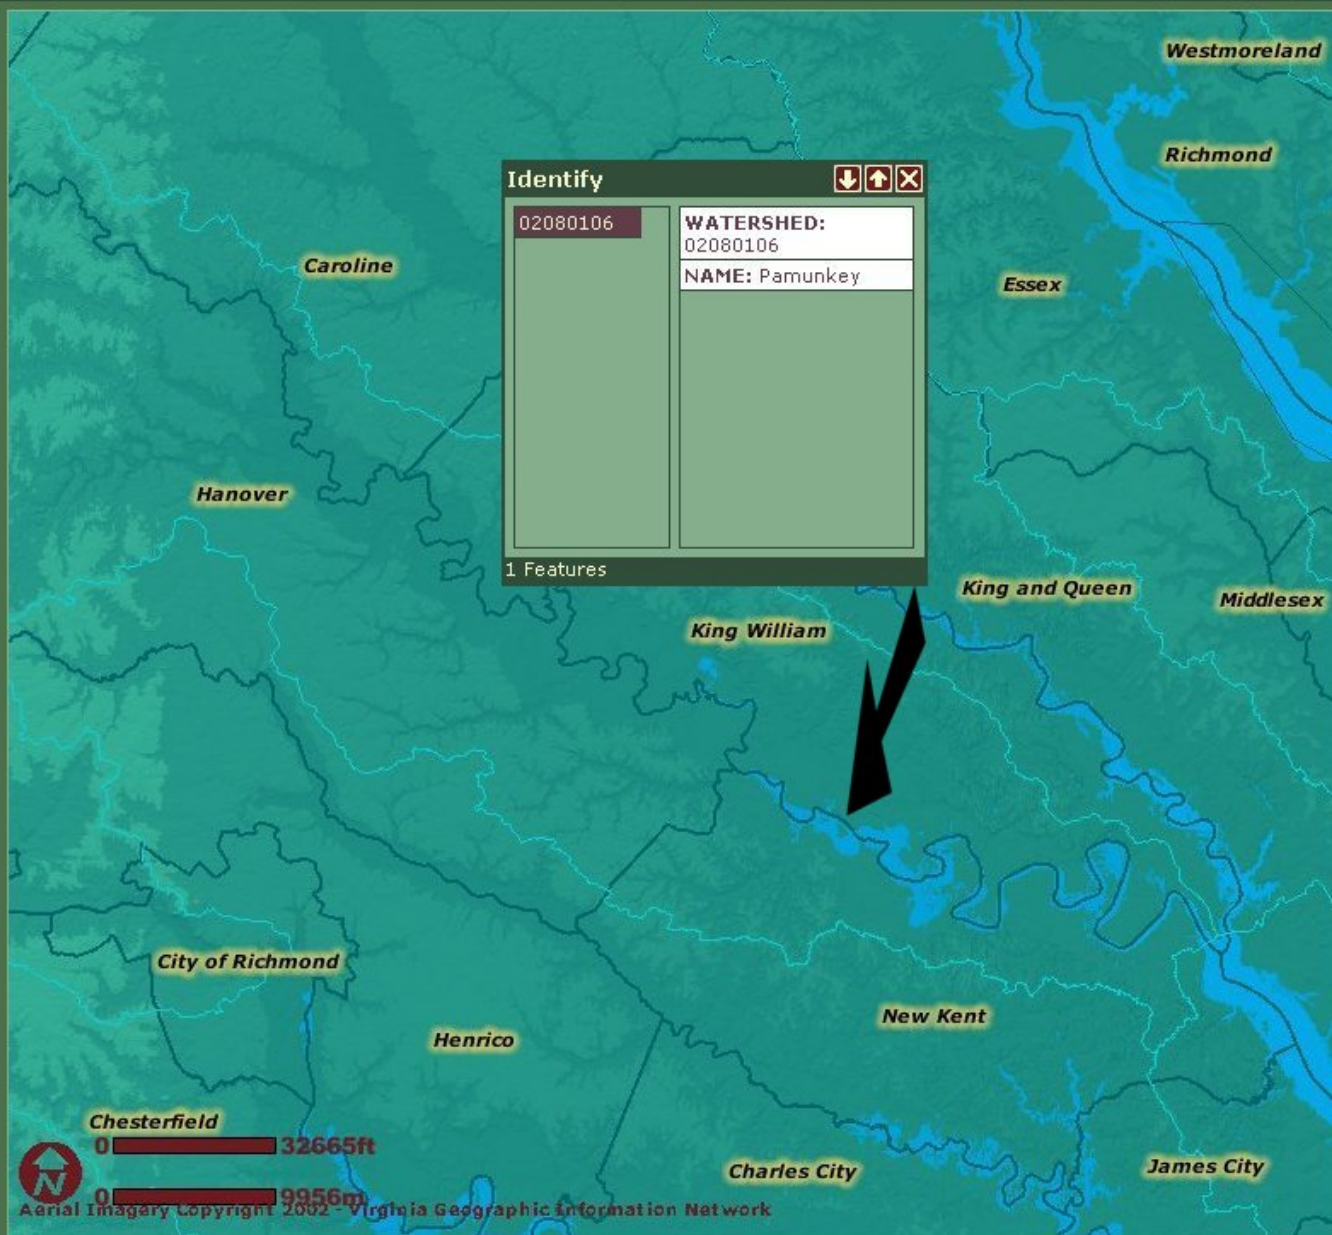 Westmoreland
Richmond
Identify
02080106
WATERSHED:
02080106
NAME: Pamunkey
Caroline
Essex
Hanover
1 Features
King and Queen
Middlesex
King William
City of Richmond
New Kent
Henrico
Chesterfield
0 32665ft
James City
Charles City
N
0 9956m
Aerial Imagery Copyright 2002 - Virginia Geographic Information Network